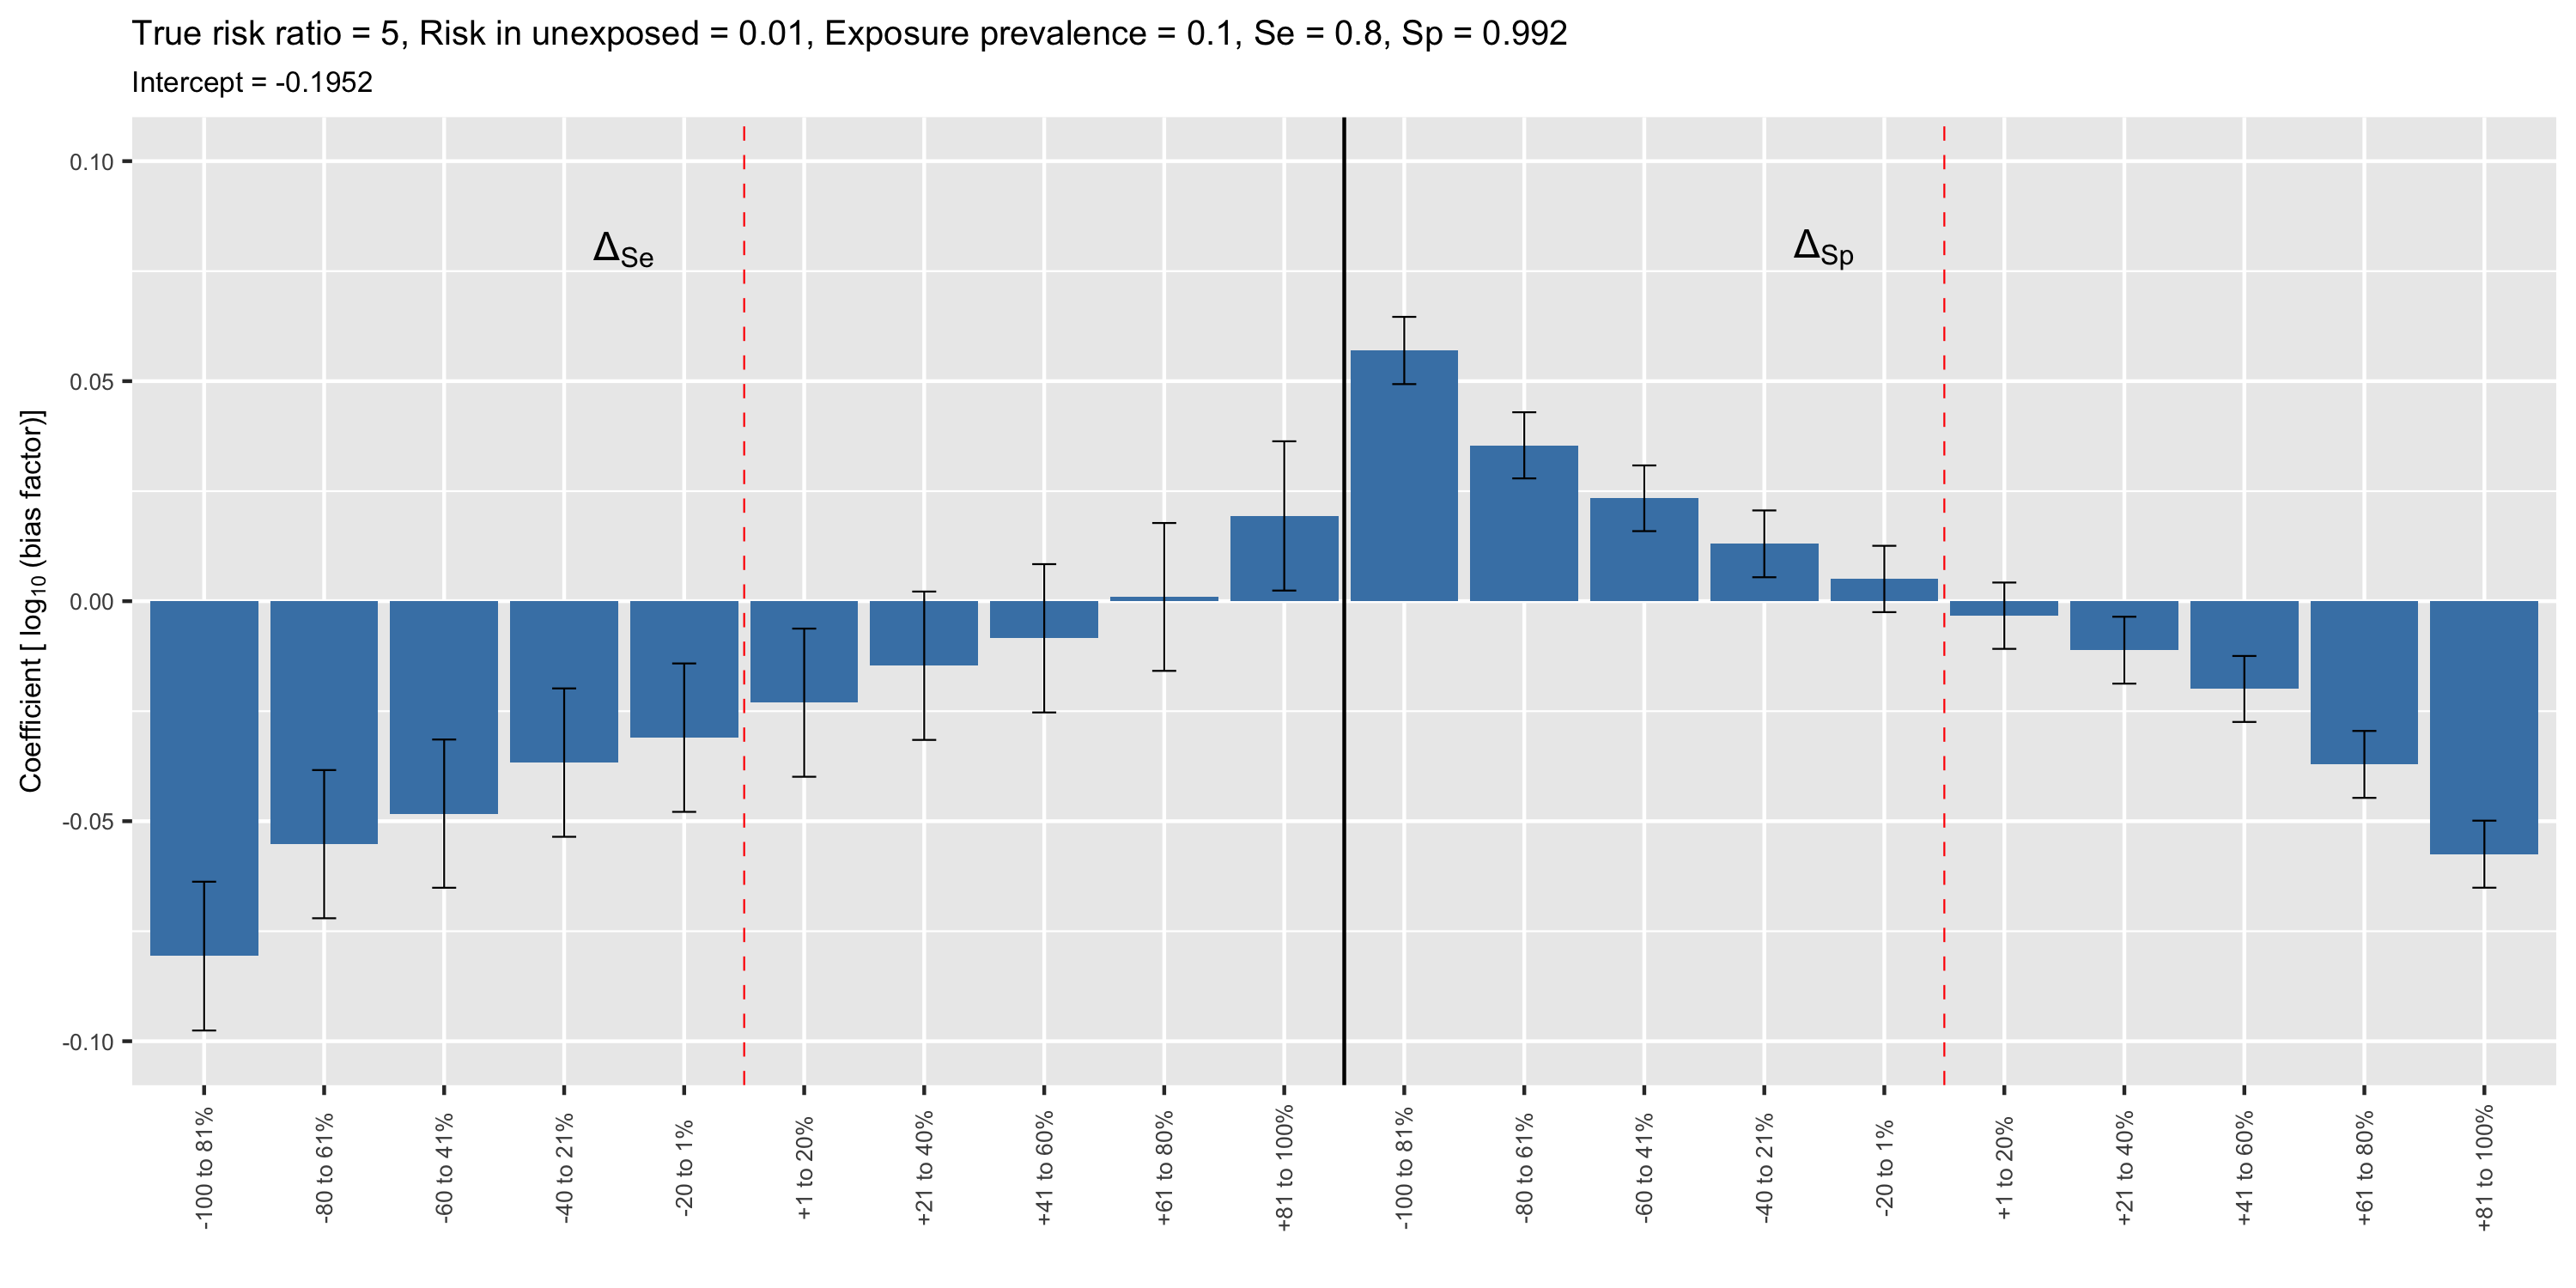 True risk ratio = 5, Risk in unexposed = 0.01, Exposure prevalence = 0.1, Se = 0.8, Sp = 0.992
Intercept = -0.1952
Coefficient [ log10 (bias factor)]
0.10
0.05
0.00
-0.05
-0.10
ΔSe
ΔSp
-100 to 81%
-80 to 61%
-60 to 41%
-40 to 21%
-20 to 1%
+1 to 20%
+21 to 40%
+41 to 60%
+61 to 80%
+81 to 100%
-100 to 81%
-80 to 61%
-60 to 41%
-40 to 21%
-20 to 1%
+1 to 20%
+21 to 40%
+41 to 60%
+61 to 80%
+81 to 100%